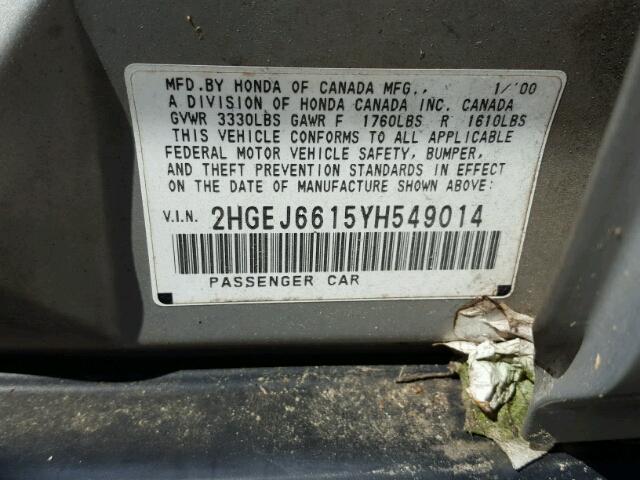 MFD.BY HONDA OF CANADA MFG., 1/'00
A DIVISION OF HONDA CANADA INC. CANADA
GVWR 3330LBS GAWR F 1760LBS R 1610LBS
THIS VEHICLE CONFORMS TO ALL APPLICABLE
FEDERAL MOTOR VEHICLE SAFETY, BUMPER,
AND THEFT PREVENTION STANDARDS IN EFFECT
ON THE DATE OF MANUFACTURE SHOWN ABOVE:
V.I.N. 2HGEJ6615YH549014
PASSENGER CAR